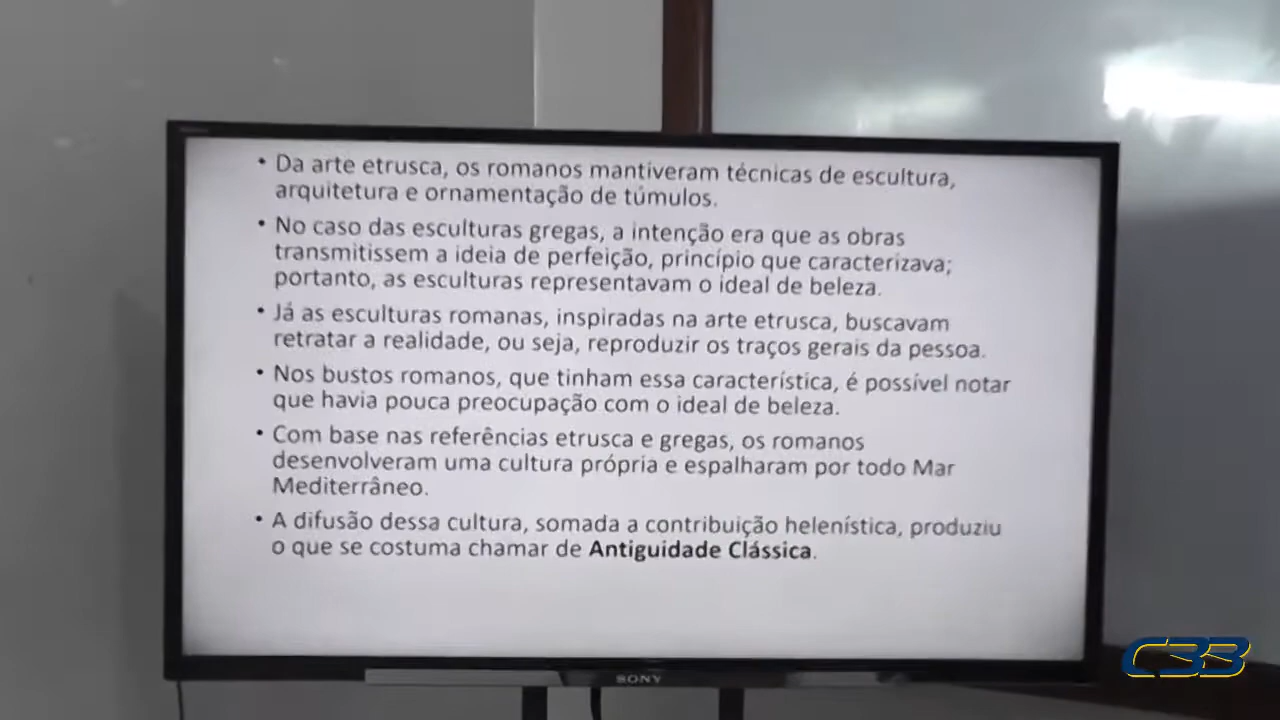 • Da arte etrusca, os romanos mantiveram técnicas de escultura,
arquitetura e ornamentação de túmulos.
• No caso das esculturas gregas, a intenção era que as obras
transmitissem a ideia de perfeição, princípio que caracterizava;
portanto, as esculturas representavam o ideal de beleza.
• Já as esculturas romanas, inspiradas na arte etrusca, buscavam
retratar a realidade, ou seja, reproduzir os traços gerais da pessoa.
• Nos bustos romanos, que tinham essa característica, é possível notar
que havia pouca preocupação com o ideal de beleza.
• Com base nas referências etrusca e gregas, os romanos
desenvolveram uma cultura própria e espalharam por todo Mar
Mediterrâneo.
• A difusão dessa cultura, somada a contribuição helenística, produziu
o que se costuma chamar de Antiguidade Clássica.
SONY
CBB